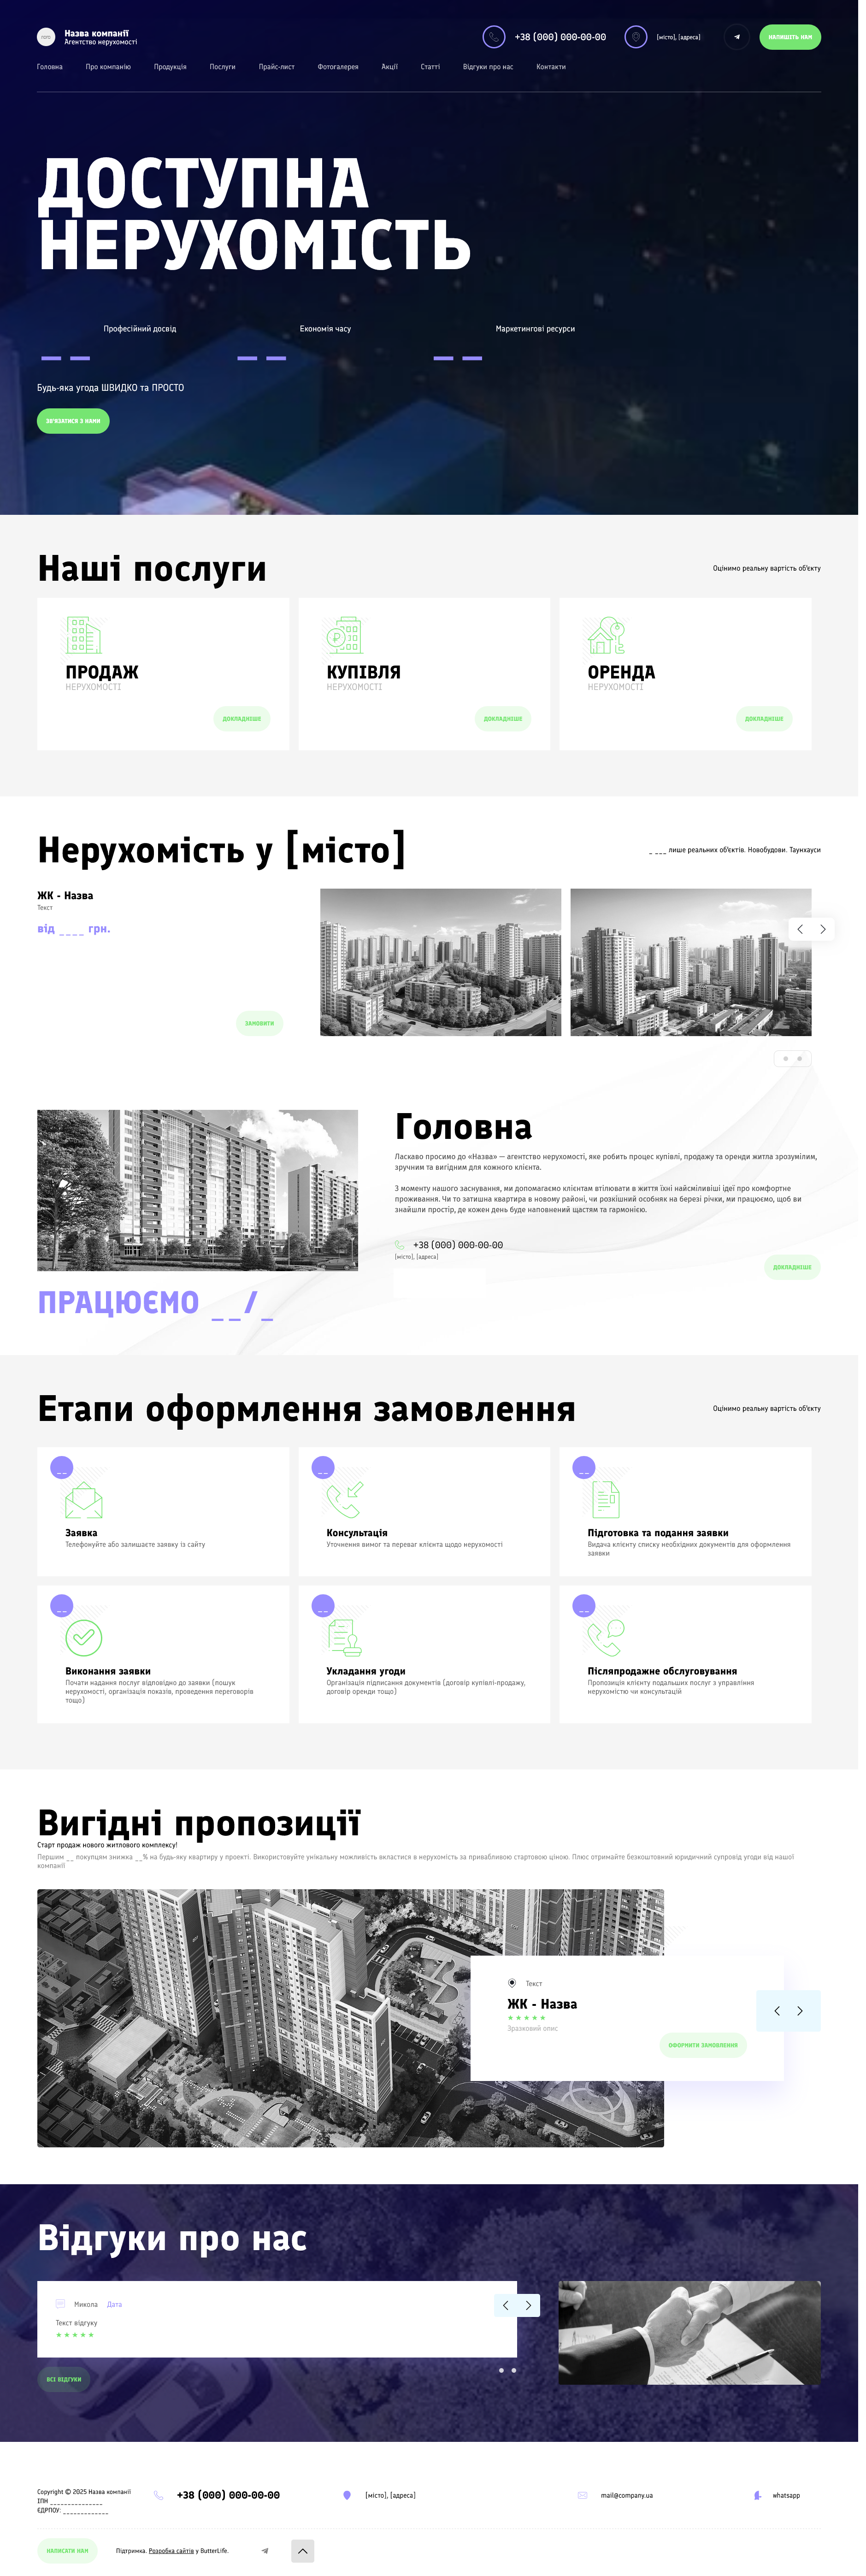 ЛОГО
Назва компанії
Агентство нерухомості
+38 (000) 000-00-00
[місто], [адреса]
НАПИШІТЬ НАМ
Головна Про компанію Продукція Послуги Прайс-лист Фотогалерея Акції Статті Відгуки про нас Контакти
ДОСТУПНА
НЕРУХОМІСТЬ
_ _ Професійний досвід
_ _ Економія часу
_ _ Маркетингові ресурси
Будь-яка угода ШВИДКО та ПРОСТО
ЗВ'ЯЗАТИСЯ З НАМИ
Наші послуги
Оцінимо реальну вартість об'єкту
ПРОДАЖ
НЕРУХОМОСТІ
ДОКЛАДНІШЕ
КУПІВЛЯ
НЕРУХОМОСТІ
ДОКЛАДНІШЕ
ОРЕНДА
НЕРУХОМОСТІ
ДОКЛАДНІШЕ
Нерухомість у [місто]
_ ___ лише реальних об'єктів. Новобудови. Таунхауси
ЖК - Назва
Текст
від ____ грн.
ЗАМОВИТИ
Головна
Ласкаво просимо до «Назва» — агентство нерухомості, яке робить процес купівлі, продажу та оренди житла зрозумілим,
зручним та вигідним для кожного клієнта.
З моменту нашого заснування, ми допомагаємо клієнтам втілювати в життя їхні найсміливіші ідеї про комфортне
проживання. Чи то затишна квартира в новому районі, чи розкішний особняк на березі річки, ми працюємо, щоб ви
знайшли простір, де кожен день буде наповнений щастям та гармонією.
+38 (000) 000-00-00
[місто], [адреса]
ДОКЛАДНІШЕ
ПРАЦЮЄМО __/_
Етапи оформлення замовлення
Оцінимо реальну вартість об'єкту
__
Заявка
Телефонуйте або залишаєте заявку із сайту
__
Консультація
Уточнення вимог та переваг клієнта щодо нерухомості
__
Підготовка та подання заявки
Видача клієнту списку необхідних документів для оформлення
заявки
__
Виконання заявки
Почати надання послуг відповідно до заявки (пошук
нерухомості, організація показів, проведення переговорів
тощо)
__
Укладання угоди
Організація підписання документів (договір купівлі-продажу,
договір оренди тощо)
__
Післяпродажне обслуговування
Пропозиція клієнту подальших послуг з управління
нерухомістю чи консультацій
Вигідні пропозиції
Старт продаж нового житлового комплексу!
Першим __ покупцям знижка __% на будь-яку квартиру у проекті. Використовуйте унікальну можливість вкластися в нерухомість за привабливою стартовою ціною. Плюс отримайте безкоштовний юридичний супровід угоди від нашої
компанії
Текст
ЖК - Назва
Зразковий опис
ОФОРМИТИ ЗАМОВЛЕННЯ
Відгуки про нас
Микола Дата
Текст відгуку
ВСІ ВІДГУКИ
Copyright © 2025 Назва компанії
ІПН _______________
ЄДРПОУ: _____________
+38 (000) 000-00-00
[місто], [адреса]
mail@company.ua
whatsapp
НАПИСАТИ НАМ
Підтримка. Розробка сайтів у ButterLife.